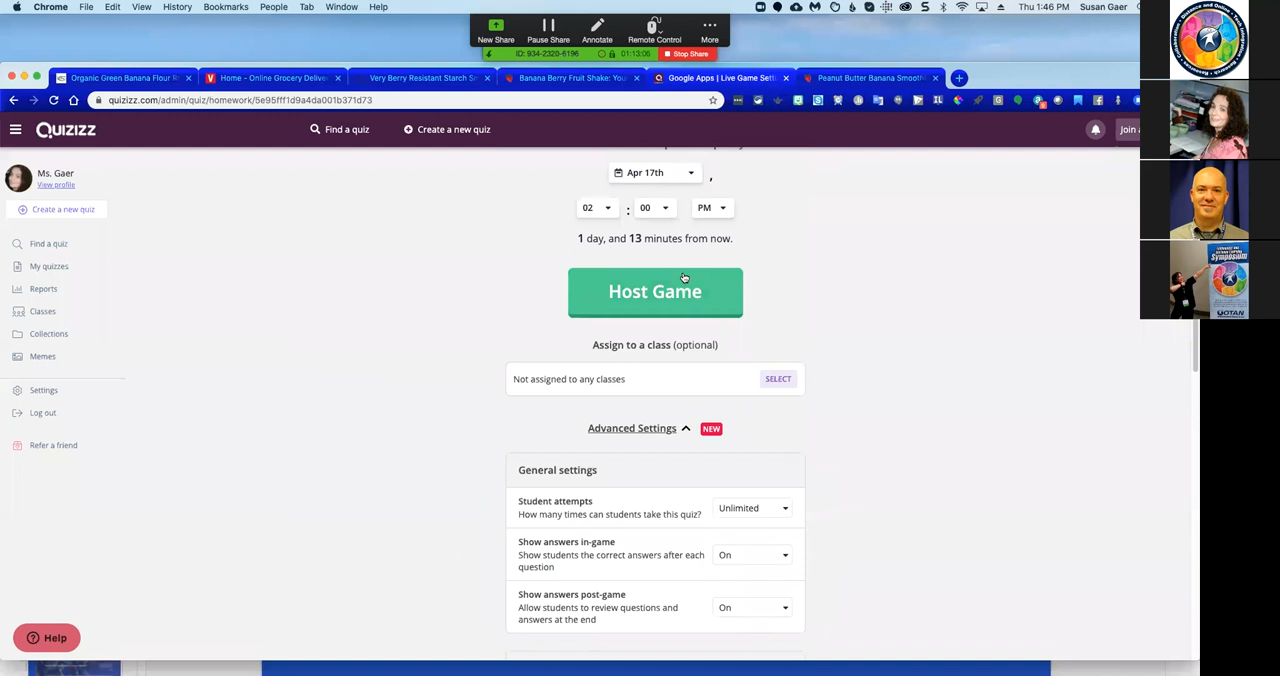 Chrome File Edit View History Bookmarks People Tab Window Help
Thu 1:46 PM Susan Gaer
New Share Pause Share Annotate Remote Control More
ID: 934-2320-6196 01:13:06 Stop Share
Organic Green Banana Flour
Home - Online Grocery Deliver
Very Berry Resistant Starch
Banana Berry Fruit Shake: You
Google Apps | Live Game Sett
Peanut Butter Banana Smooth
quizizz.com/admin/quiz/homework/5e95fff1d9a4da001b371d73
QUIZIZZ
Find a quiz
Create a new quiz
Join a
Ms. Gaer
View profile
Create a new quiz
Find a quiz
My quizzes
Reports
Classes
Collections
Memes
Settings
Log out
Refer a friend
Help
Apr 17th ,
02 : 00 PM
1 day, and 13 minutes from now.
Host Game
Assign to a class (optional)
Not assigned to any classes SELECT
Advanced Settings NEW
General settings
Student attempts
How many times can students take this quiz? Unlimited
Show answers in-game
Show students the correct answers after each
question
On
Show answers post-game
Allow students to review questions and
answers at the end
On
Symposium
OTAN